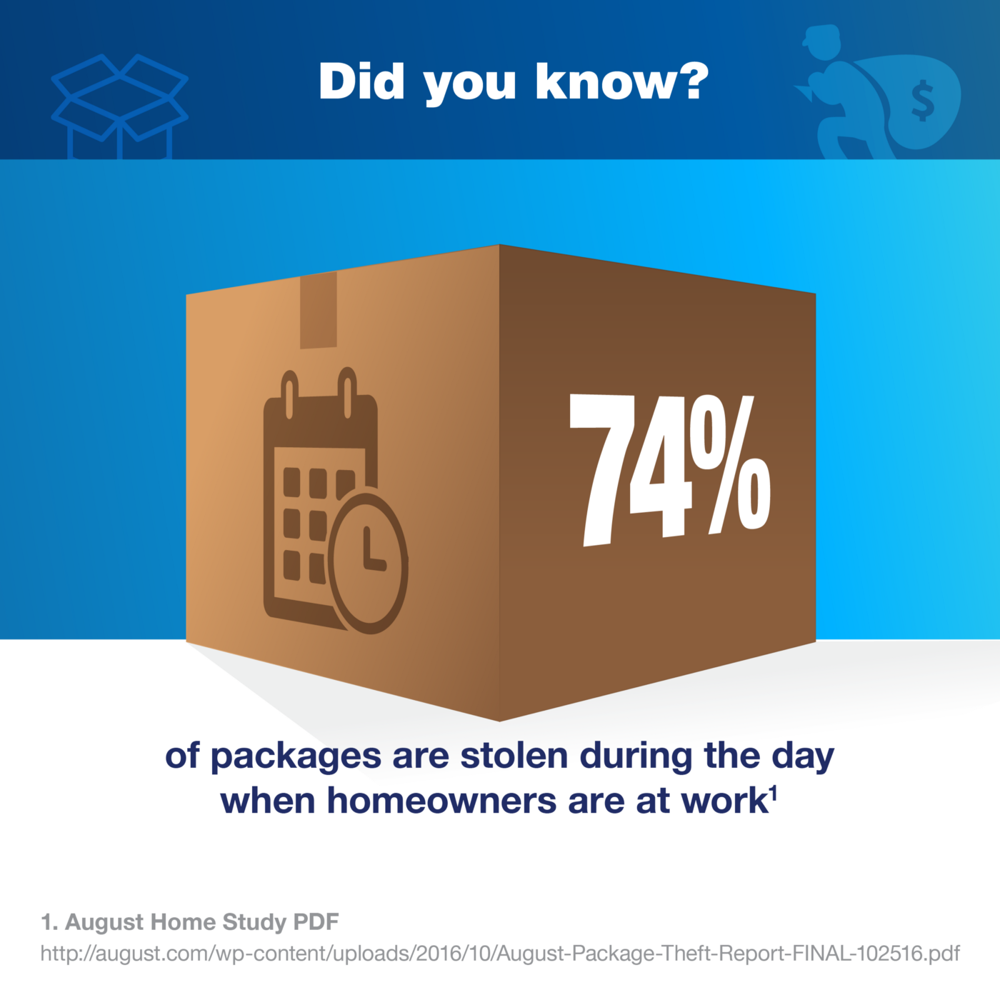 Did you know?
$
74%
of packages are stolen during the day
when homeowners are at work¹
1. August Home Study PDF
http://august.com/wp-content/uploads/2016/10/August-Package-Theft-Report-FINAL-102516.pdf